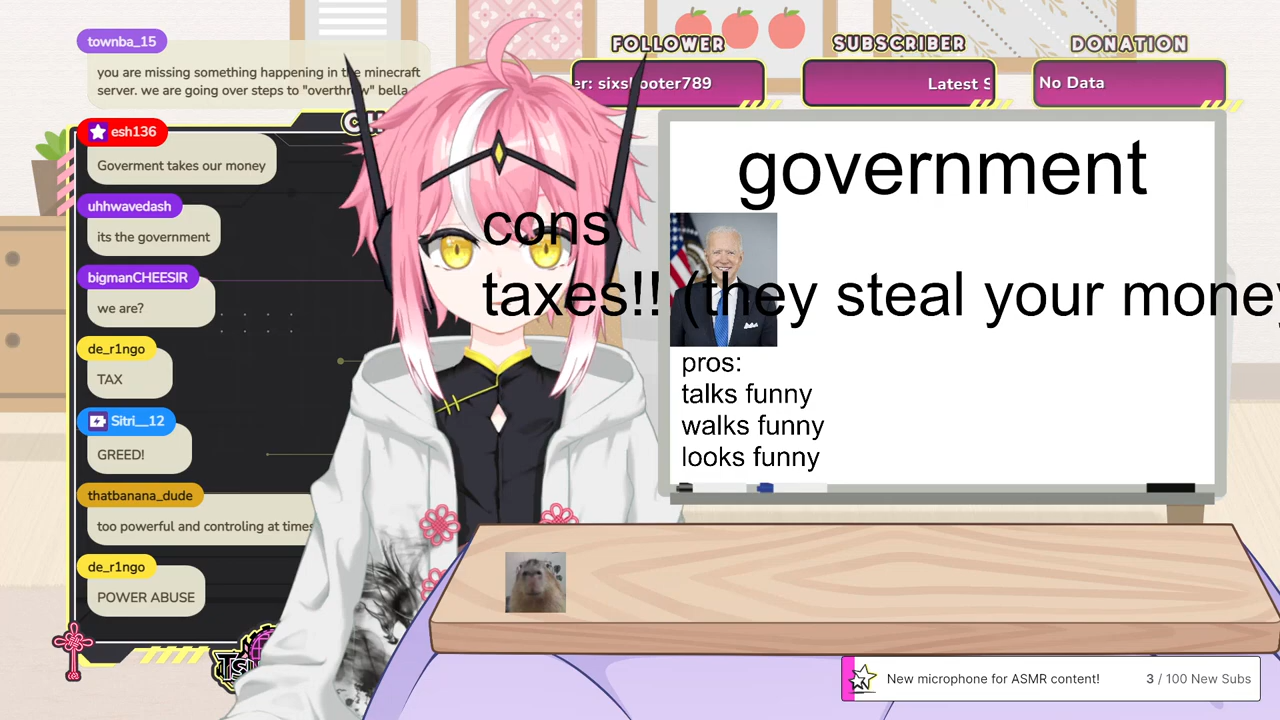 townba_15
you are missing something happening in the minecraft
server. we are going over steps to "overthrow" bella
esh136
Goverment takes our money
uhhwavedash
its the government
bigmanCHEESIR
we are?
de_r1ngo
TAX
Sitri__12
GREED!
thatbanana_dude
too powerful and controling at times
de_r1ngo
POWER ABUSE
FOLLOWER
er: sixshooter789
SUBSCRIBER
Latest S
DONATION
No Data
government
cons
taxes!! (they steal your money
pros:
talks funny
walks funny
looks funny
New microphone for ASMR content!
3 / 100 New Subs